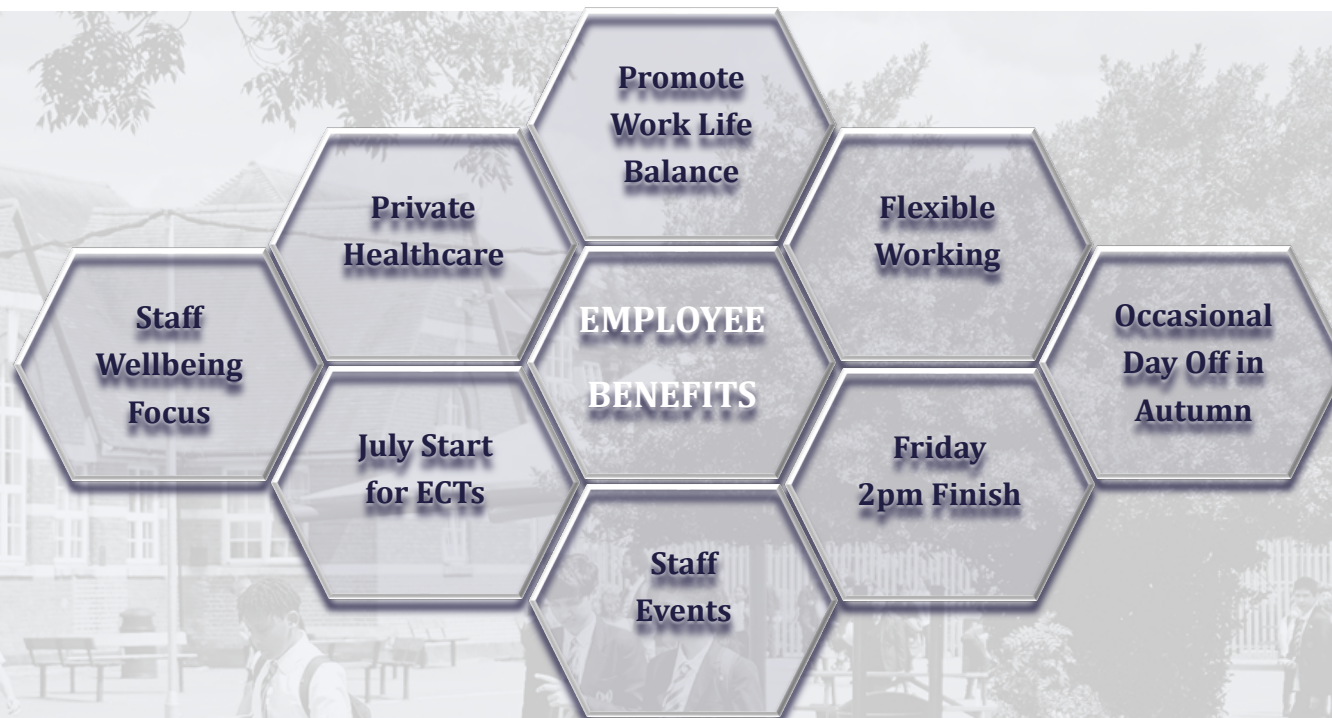 Promote
Work Life
Balance
Private
Healthcare
Flexible
Working
Staff
Wellbeing
Focus
EMPLOYEE
BENEFITS
Occasional
Day Off in
Autumn
July Start
for ECTs
Friday
2pm Finish
Staff
Events